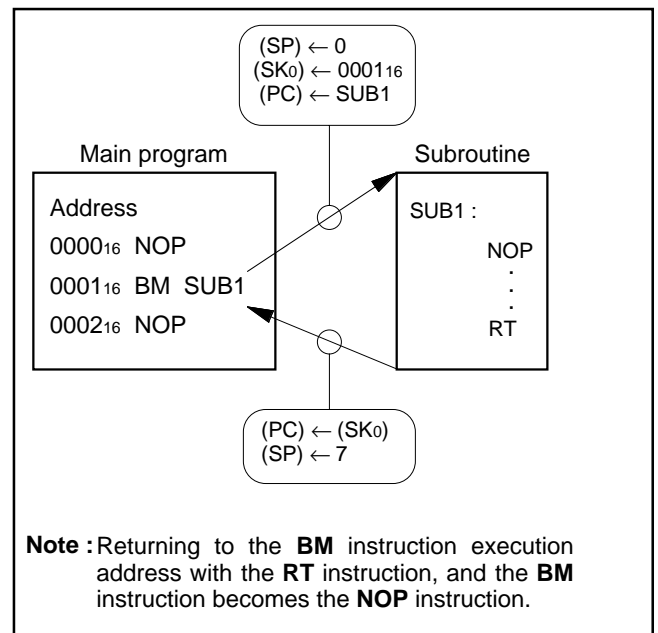 (SP) ← 0
(SK₀) ← 0001₁₆
(PC) ← SUB1
Main program
Subroutine
Address
0000₁₆ NOP
0001₁₆ BM SUB1
0002₁₆ NOP
SUB1 :
NOP
.
.
.
RT
(PC) ← (SK₀)
(SP) ← 7
Note : Returning to the BM instruction execution
address with the RT instruction, and the BM
instruction becomes the NOP instruction.